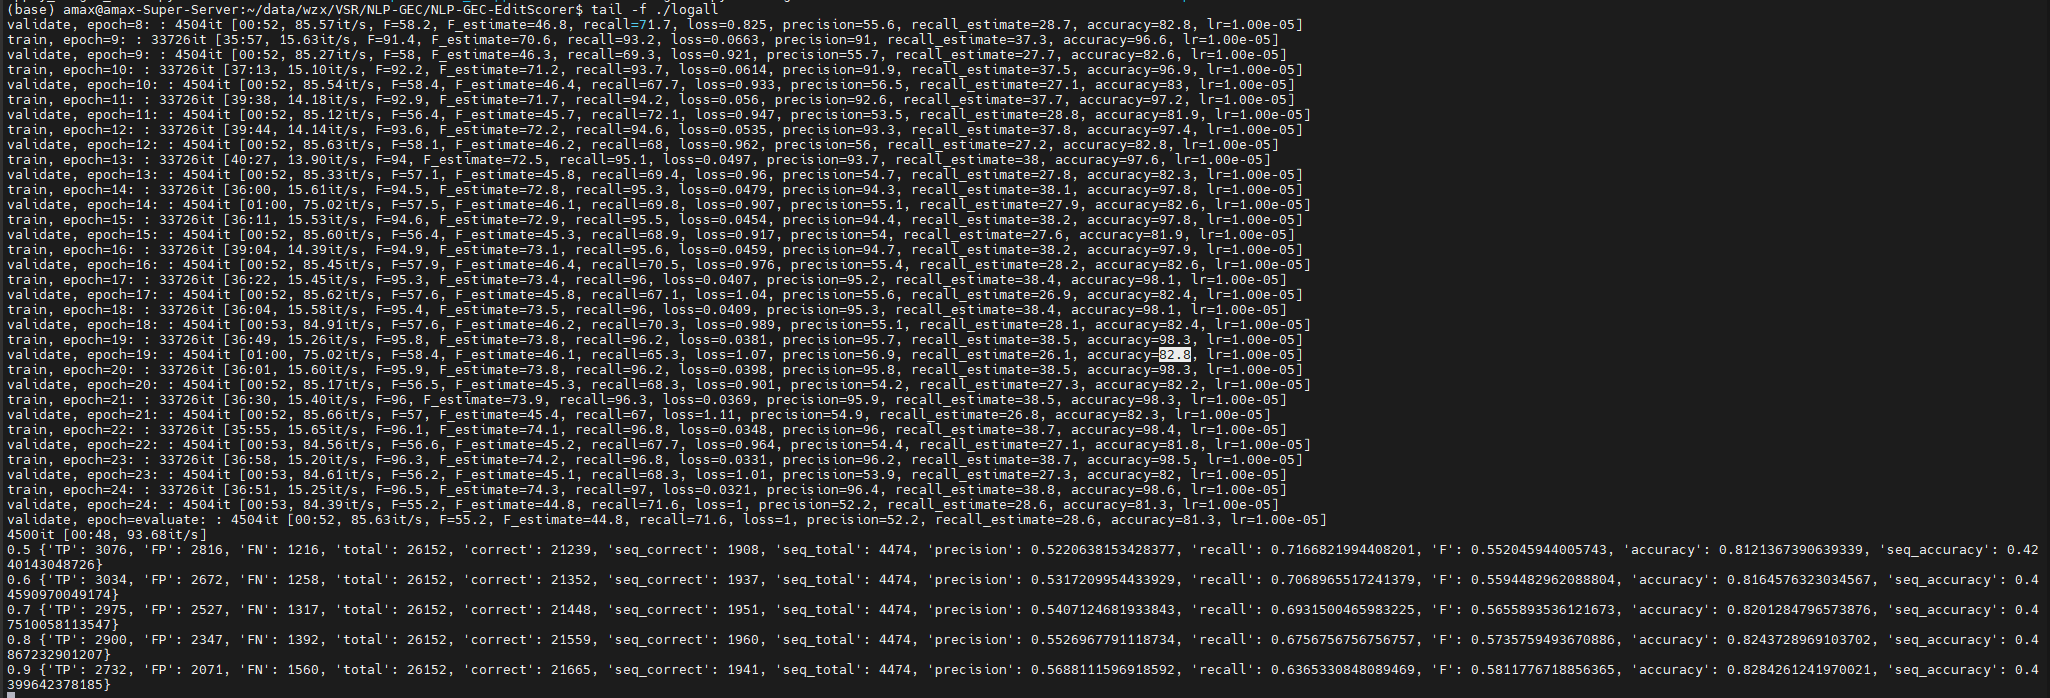 (base) amax@amax-Super-Server:~/data/wzx/VSR/NLP-GEC/NLP-GEC-EditScorer$ tail -f ./logall
validate, epoch=8: : 4504it [00:52, 85.57it/s, F=58.2, F_estimate=46.8, recall=71.7, loss=0.825, precision=55.6, recall_estimate=28.7, accuracy=82.8, lr=1.00e-05]
train, epoch=9: : 33726it [35:57, 15.63it/s, F=91.4, F_estimate=70.6, recall=93.2, loss=0.0663, precision=91, recall_estimate=37.3, accuracy=96.6, lr=1.00e-05]
validate, epoch=9: : 4504it [00:52, 85.27it/s, F=58, F_estimate=46.3, recall=69.3, loss=0.921, precision=55.7, recall_estimate=27.7, accuracy=82.6, lr=1.00e-05]
train, epoch=10: : 33726it [37:13, 15.10it/s, F=92.2, F_estimate=71.2, recall=93.7, loss=0.0614, precision=91.9, recall_estimate=37.5, accuracy=96.9, lr=1.00e-05]
validate, epoch=10: : 4504it [00:52, 85.54it/s, F=58.4, F_estimate=46.4, recall=67.7, loss=0.933, precision=56.5, recall_estimate=27.1, accuracy=83, lr=1.00e-05]
train, epoch=11: : 33726it [39:38, 14.18it/s, F=92.9, F_estimate=71.7, recall=94.2, loss=0.056, precision=92.6, recall_estimate=37.7, accuracy=97.2, lr=1.00e-05]
validate, epoch=11: : 4504it [00:52, 85.12it/s, F=56.4, F_estimate=45.7, recall=72.1, loss=0.947, precision=53.5, recall_estimate=28.8, accuracy=81.9, lr=1.00e-05]
train, epoch=12: : 33726it [39:44, 14.14it/s, F=93.6, F_estimate=72.2, recall=94.6, loss=0.0535, precision=93.3, recall_estimate=37.8, accuracy=97.4, lr=1.00e-05]
validate, epoch=12: : 4504it [00:52, 85.63it/s, F=58.1, F_estimate=46.2, recall=68, loss=0.962, precision=56, recall_estimate=27.2, accuracy=82.8, lr=1.00e-05]
train, epoch=13: : 33726it [40:27, 13.90it/s, F=94, F_estimate=72.5, recall=95.1, loss=0.0497, precision=93.7, recall_estimate=38, accuracy=97.6, lr=1.00e-05]
validate, epoch=13: : 4504it [00:52, 85.33it/s, F=57.1, F_estimate=45.8, recall=69.4, loss=0.96, precision=54.7, recall_estimate=27.8, accuracy=82.3, lr=1.00e-05]
train, epoch=14: : 33726it [36:00, 15.61it/s, F=94.5, F_estimate=72.8, recall=95.3, loss=0.0479, precision=94.3, recall_estimate=38.1, accuracy=97.8, lr=1.00e-05]
validate, epoch=14: : 4504it [01:00, 75.02it/s, F=57.5, F_estimate=46.1, recall=69.8, loss=0.907, precision=55.1, recall_estimate=27.9, accuracy=82.6, lr=1.00e-05]
train, epoch=15: : 33726it [36:11, 15.53it/s, F=94.6, F_estimate=72.9, recall=95.5, loss=0.0454, precision=94.4, recall_estimate=38.2, accuracy=97.8, lr=1.00e-05]
validate, epoch=15: : 4504it [00:52, 85.60it/s, F=56.4, F_estimate=45.3, recall=68.9, loss=0.917, precision=54, recall_estimate=27.6, accuracy=81.9, lr=1.00e-05]
train, epoch=16: : 33726it [39:04, 14.39it/s, F=94.9, F_estimate=73.1, recall=95.6, loss=0.0459, precision=94.7, recall_estimate=38.2, accuracy=97.9, lr=1.00e-05]
validate, epoch=16: : 4504it [00:52, 85.45it/s, F=57.9, F_estimate=46.4, recall=70.5, loss=0.976, precision=55.4, recall_estimate=28.2, accuracy=82.6, lr=1.00e-05]
train, epoch=17: : 33726it [36:22, 15.45it/s, F=95.3, F_estimate=73.4, recall=96, loss=0.0407, precision=95.2, recall_estimate=38.4, accuracy=98.1, lr=1.00e-05]
validate, epoch=17: : 4504it [00:52, 85.62it/s, F=57.6, F_estimate=45.8, recall=67.1, loss=1.04, precision=55.6, recall_estimate=26.9, accuracy=82.4, lr=1.00e-05]
train, epoch=18: : 33726it [36:04, 15.58it/s, F=95.4, F_estimate=73.5, recall=96, loss=0.0409, precision=95.3, recall_estimate=38.4, accuracy=98.1, lr=1.00e-05]
validate, epoch=18: : 4504it [00:53, 84.91it/s, F=57.6, F_estimate=46.2, recall=70.3, loss=0.989, precision=55.1, recall_estimate=28.1, accuracy=82.4, lr=1.00e-05]
train, epoch=19: : 33726it [36:49, 15.26it/s, F=95.8, F_estimate=73.8, recall=96.2, loss=0.0381, precision=95.7, recall_estimate=38.5, accuracy=98.3, lr=1.00e-05]
validate, epoch=19: : 4504it [01:00, 75.02it/s, F=58.4, F_estimate=46.1, recall=65.3, loss=1.07, precision=56.9, recall_estimate=26.1, accuracy=82.8, lr=1.00e-05]
train, epoch=20: : 33726it [36:01, 15.60it/s, F=95.9, F_estimate=73.8, recall=96.2, loss=0.0398, precision=95.8, recall_estimate=38.5, accuracy=98.3, lr=1.00e-05]
validate, epoch=20: : 4504it [00:52, 85.17it/s, F=56.5, F_estimate=45.3, recall=68.3, loss=0.901, precision=54.2, recall_estimate=27.3, accuracy=82.2, lr=1.00e-05]
train, epoch=21: : 33726it [36:30, 15.40it/s, F=96, F_estimate=73.9, recall=96.3, loss=0.0369, precision=95.9, recall_estimate=38.5, accuracy=98.3, lr=1.00e-05]
validate, epoch=21: : 4504it [00:52, 85.66it/s, F=57, F_estimate=45.4, recall=67, loss=1.11, precision=54.9, recall_estimate=26.8, accuracy=82.3, lr=1.00e-05]
train, epoch=22: : 33726it [35:55, 15.65it/s, F=96.1, F_estimate=74.1, recall=96.8, loss=0.0348, precision=96, recall_estimate=38.7, accuracy=98.4, lr=1.00e-05]
validate, epoch=22: : 4504it [00:53, 84.56it/s, F=56.6, F_estimate=45.2, recall=67.7, loss=0.964, precision=54.4, recall_estimate=27.1, accuracy=81.8, lr=1.00e-05]
train, epoch=23: : 33726it [36:58, 15.20it/s, F=96.3, F_estimate=74.2, recall=96.8, loss=0.0331, precision=96.2, recall_estimate=38.7, accuracy=98.5, lr=1.00e-05]
validate, epoch=23: : 4504it [00:53, 84.61it/s, F=56.2, F_estimate=45.1, recall=68.3, loss=1.01, precision=53.9, recall_estimate=27.3, accuracy=82, lr=1.00e-05]
train, epoch=24: : 33726it [36:51, 15.25it/s, F=96.5, F_estimate=74.3, recall=97, loss=0.0321, precision=96.4, recall_estimate=38.8, accuracy=98.6, lr=1.00e-05]
validate, epoch=24: : 4504it [00:53, 84.39it/s, F=55.2, F_estimate=44.8, recall=71.6, loss=1, precision=52.2, recall_estimate=28.6, accuracy=81.3, lr=1.00e-05]
validate, epoch=evaluate: : 4504it [00:52, 85.63it/s, F=55.2, F_estimate=44.8, recall=71.6, loss=1, precision=52.2, recall_estimate=28.6, accuracy=81.3, lr=1.00e-05]
4500it [00:48, 93.68it/s]
0.5 {'TP': 3076, 'FP': 2816, 'FN': 1216, 'total': 26152, 'correct': 21239, 'seq_correct': 1908, 'seq_total': 4474, 'precision': 0.5220638153428377, 'recall': 0.7166821994408201, 'F': 0.552045944005743, 'accuracy': 0.8121367390639339, 'seq_accuracy': 0.42
40143048726}
0.6 {'TP': 3034, 'FP': 2672, 'FN': 1258, 'total': 26152, 'correct': 21352, 'seq_correct': 1937, 'seq_total': 4474, 'precision': 0.5317209954433929, 'recall': 0.7068965517241379, 'F': 0.5594482962088804, 'accuracy': 0.8164576323034567, 'seq_accuracy': 0.4
4590970049174}
0.7 {'TP': 2975, 'FP': 2527, 'FN': 1317, 'total': 26152, 'correct': 21448, 'seq_correct': 1951, 'seq_total': 4474, 'precision': 0.5407124681933843, 'recall': 0.6931500465983225, 'F': 0.5655893536121673, 'accuracy': 0.8201284796573876, 'seq_accuracy': 0.4
7510058113547}
0.8 {'TP': 2900, 'FP': 2347, 'FN': 1392, 'total': 26152, 'correct': 21559, 'seq_correct': 1960, 'seq_total': 4474, 'precision': 0.5526967791118734, 'recall': 0.6756756756756757, 'F': 0.5735759493670886, 'accuracy': 0.8243728969103702, 'seq_accuracy': 0.4
867232901207}
0.9 {'TP': 2732, 'FP': 2071, 'FN': 1560, 'total': 26152, 'correct': 21665, 'seq_correct': 1941, 'seq_total': 4474, 'precision': 0.5688111596918592, 'recall': 0.6365330848089469, 'F': 0.5811776718856365, 'accuracy': 0.8284261241970021, 'seq_accuracy': 0.4
399642378185}